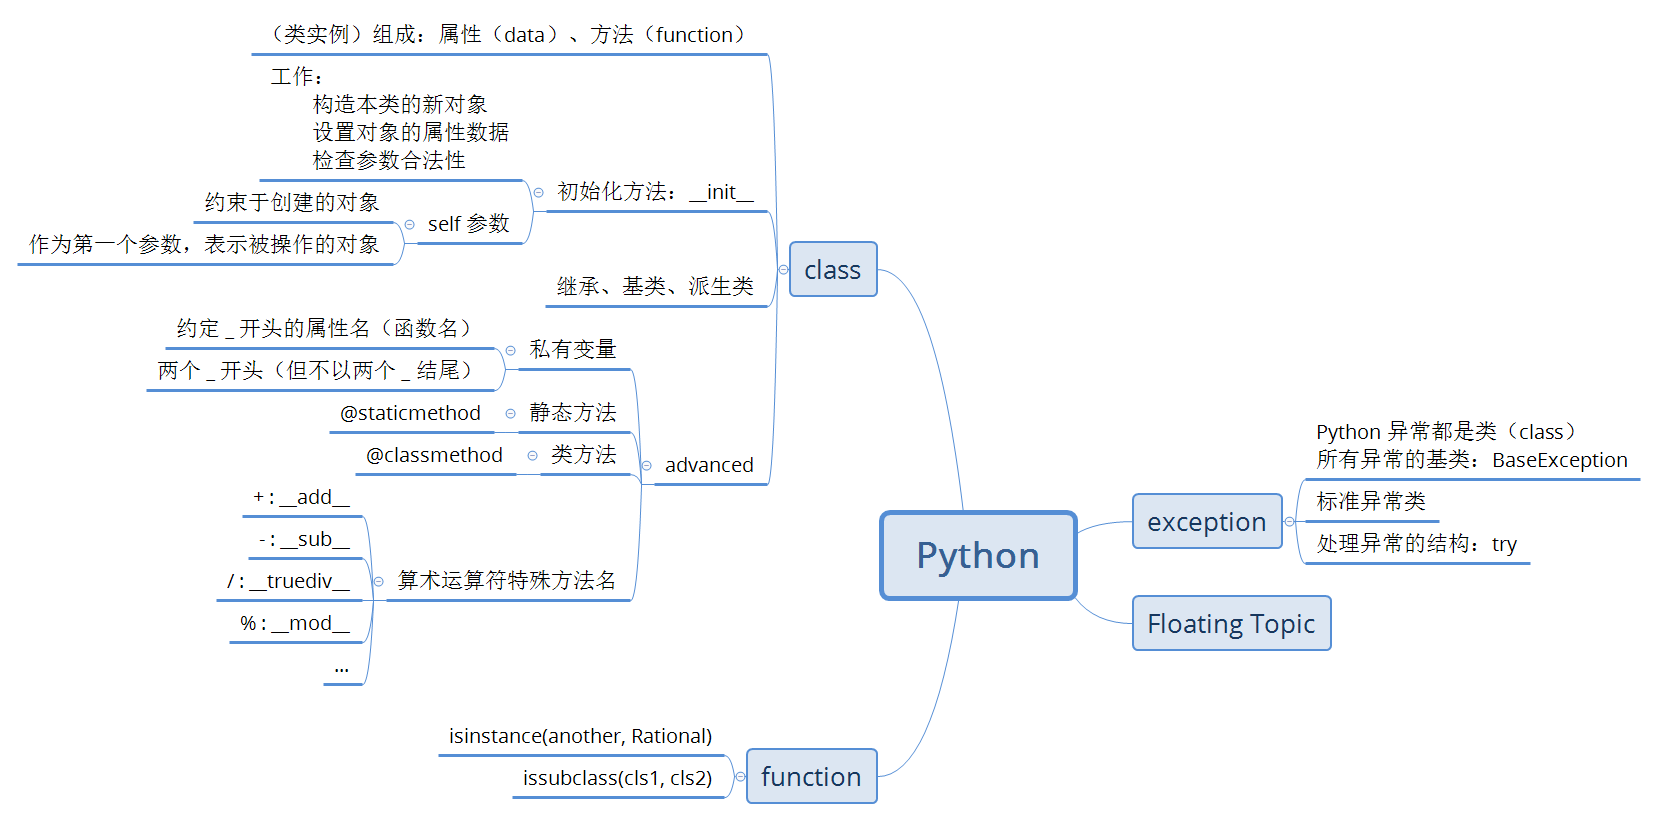 （类实例）组成：属性（data）、方法（function）
工作：
构造本类的新对象
设置对象的属性数据
检查参数合法性
初始化方法：__init__
约束于创建的对象
self 参数
作为第一个参数，表示被操作的对象
class
继承、基类、派生类
约定 _ 开头的属性名（函数名）
私有变量
两个 _ 开头（但不以两个 _ 结尾）
@staticmethod
静态方法
@classmethod
类方法
advanced
+ : __add__
- : __sub__
/ : __truediv__
算术运算符特殊方法名
% : __mod__
...
Python
Python 异常都是类（class）
所有异常的基类：BaseException
exception
标准异常类
处理异常的结构：try
Floating Topic
isinstance(another, Rational)
function
issubclass(cls1, cls2)